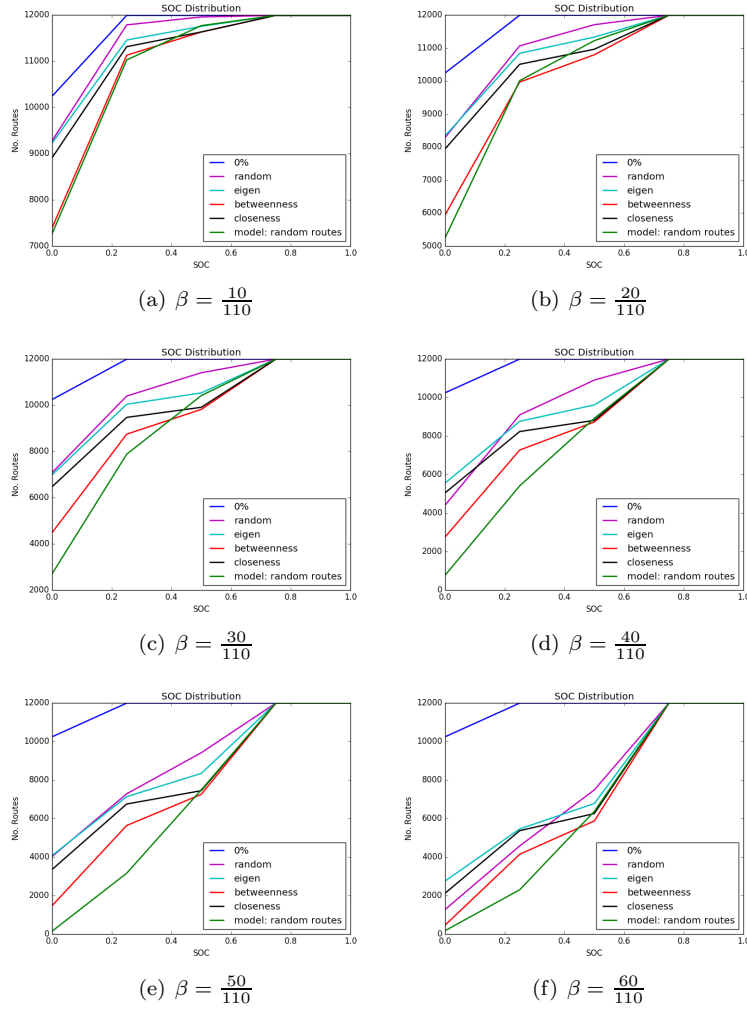 SOC Distribution
12000
11000
10000
9000
8000
7000
No. Routes
0%
random
eigen
betweenness
closeness
model: random routes
0.0 0.2 0.4 0.6 0.8 1.0
SOC
(a) β = 10/110
SOC Distribution
12000
11000
10000
9000
8000
7000
6000
5000
No. Routes
0%
random
eigen
betweenness
closeness
model: random routes
0.0 0.2 0.4 0.6 0.8 1.0
SOC
(b) β = 20/110
SOC Distribution
12000
10000
8000
6000
4000
2000
No. Routes
0%
random
eigen
betweenness
closeness
model: random routes
0.0 0.2 0.4 0.6 0.8 1.0
SOC
(c) β = 30/110
SOC Distribution
12000
10000
8000
6000
4000
2000
0
No. Routes
0%
random
eigen
betweenness
closeness
model: random routes
0.0 0.2 0.4 0.6 0.8 1.0
SOC
(d) β = 40/110
SOC Distribution
12000
10000
8000
6000
4000
2000
0
No. Routes
0%
random
eigen
betweenness
closeness
model: random routes
0.0 0.2 0.4 0.6 0.8 1.0
SOC
(e) β = 50/110
SOC Distribution
12000
10000
8000
6000
4000
2000
0
No. Routes
0%
random
eigen
betweenness
closeness
model: random routes
0.0 0.2 0.4 0.6 0.8 1.0
SOC
(f) β = 60/110